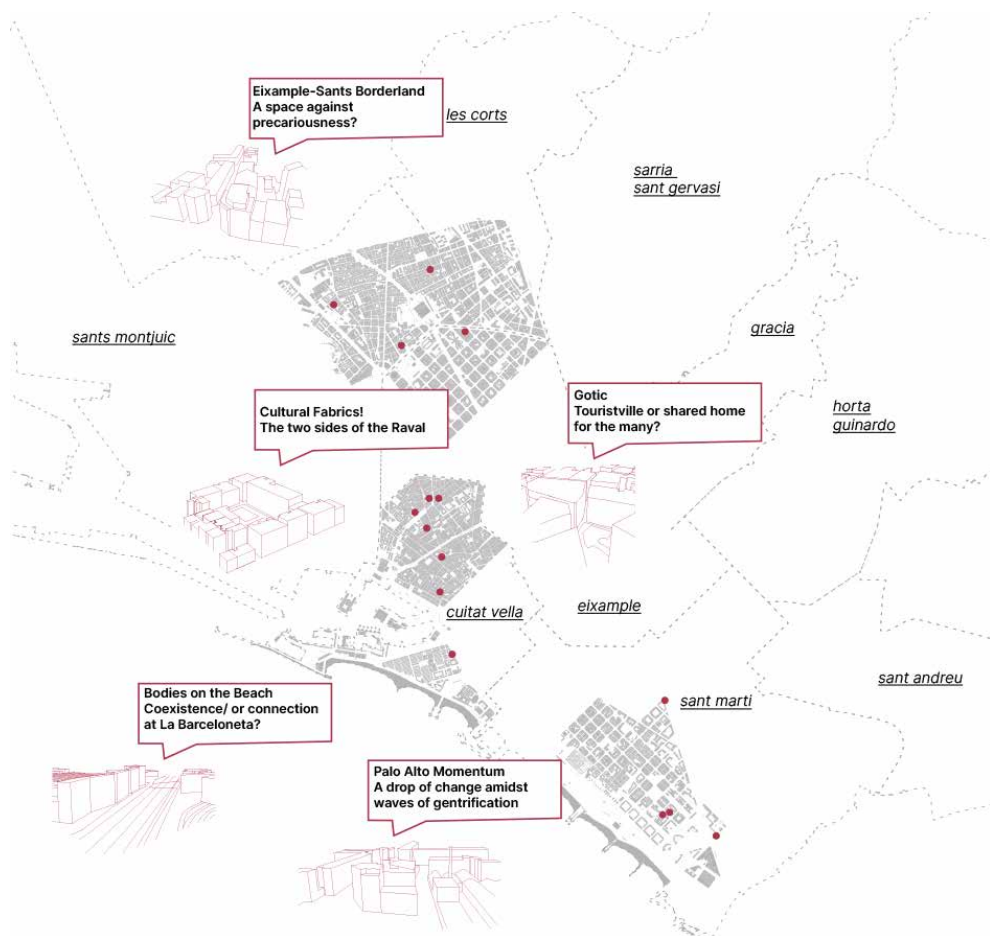 Eixample-Sants Borderland
A space against
precariousness?
les corts
sarria
sant gervasi
sants montjuic
gracia
Cultural Fabrics!
The two sides of the Raval
Gotic
Touristville or shared home
for the many?
horta
guinardo
cuitat vella
eixample
sant marti
sant andreu
Bodies on the Beach
Coexistence/ or connection
at La Barceloneta?
Palo Alto Momentum
A drop of change amidst
waves of gentrification